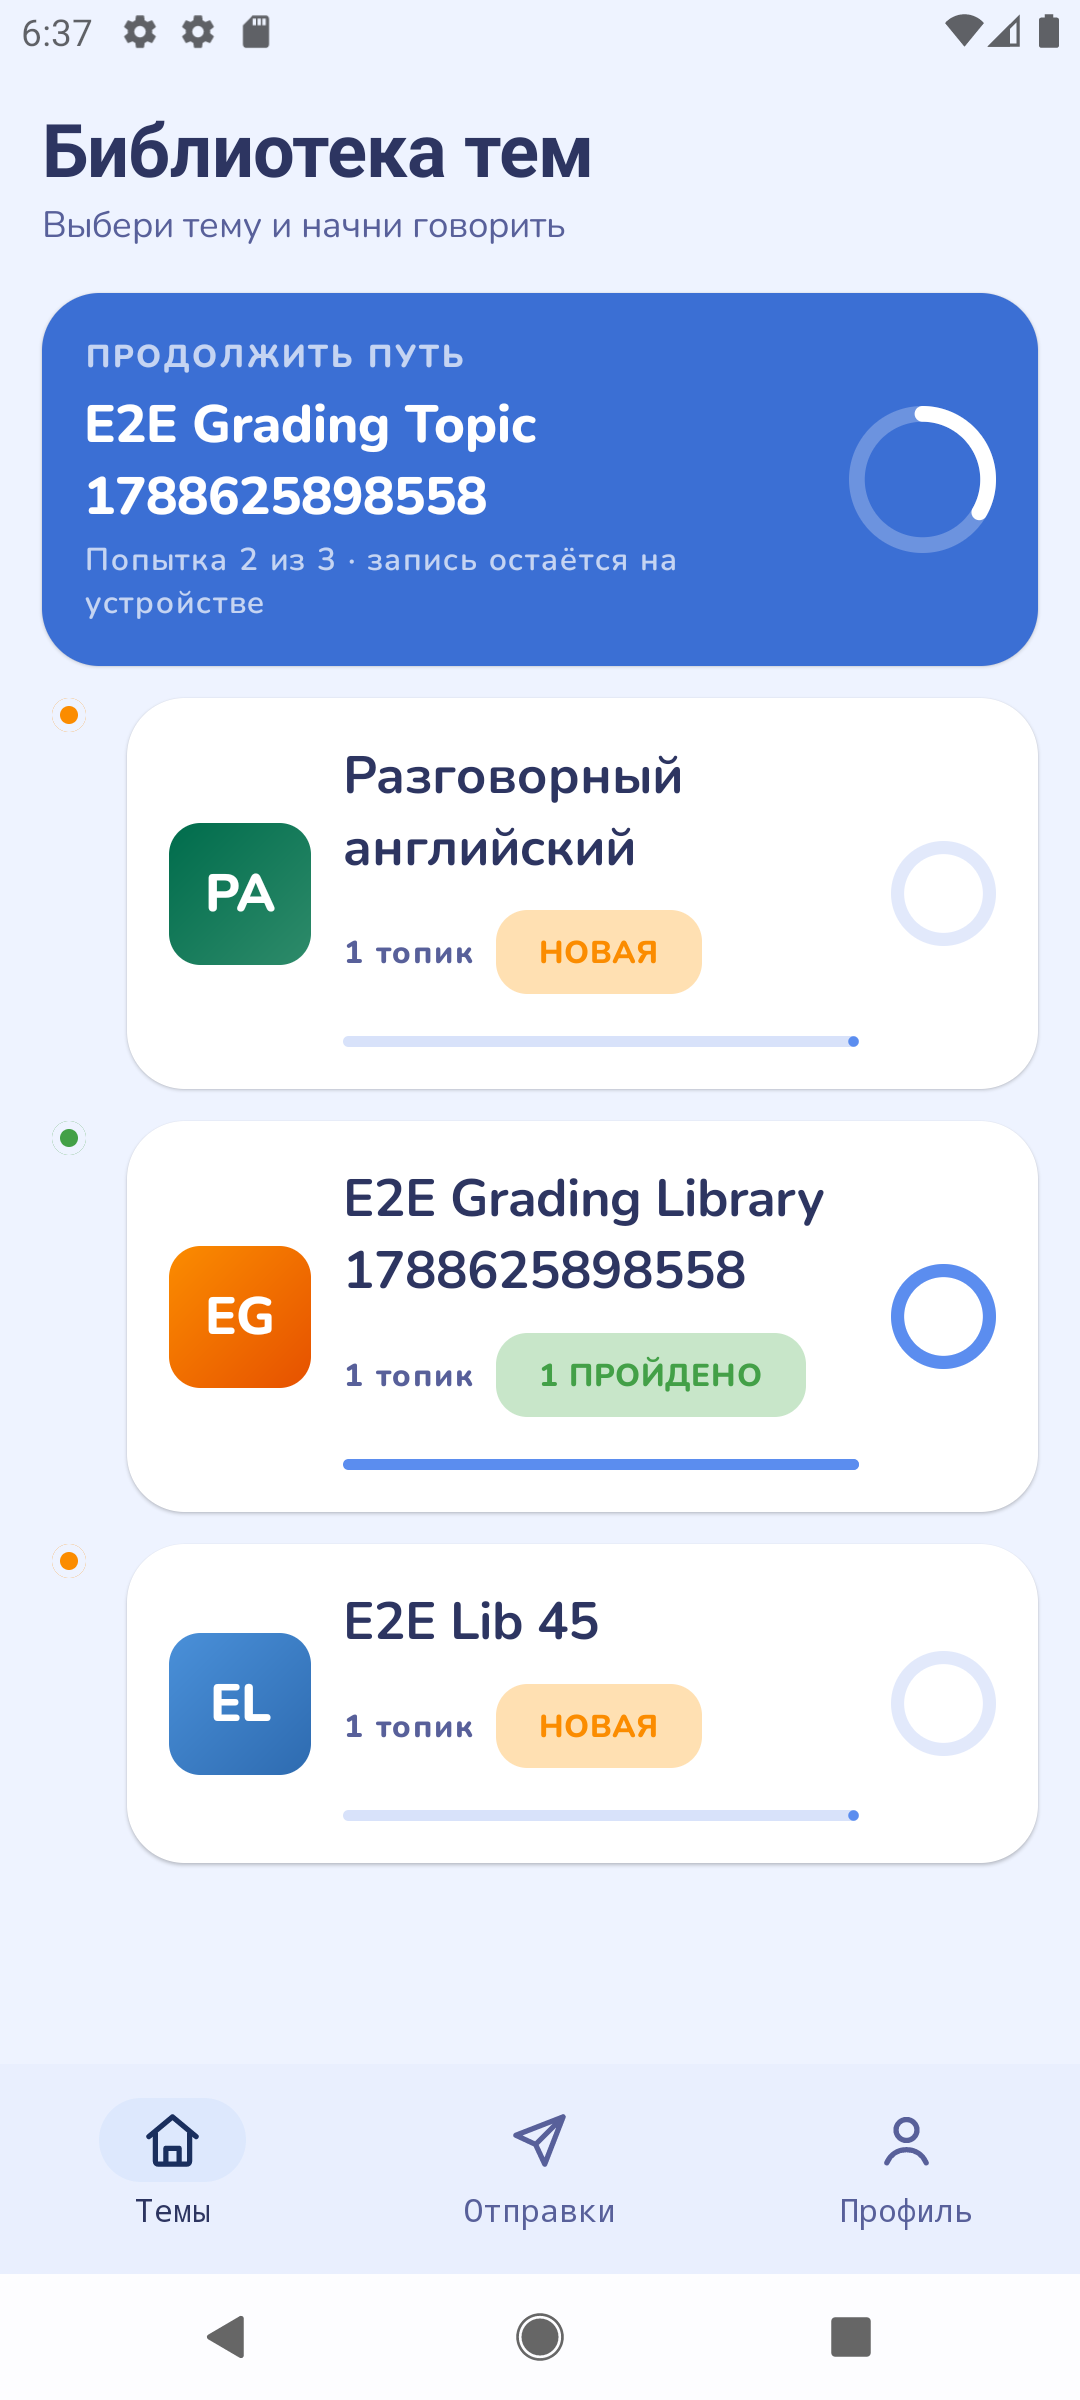 6:37
Библиотека тем
Выбери тему и начни говорить
ПРОДОЛЖИТЬ ПУТЬ
E2E Grading Topic
1788625898558
Попытка 2 из 3 · запись остаётся на
устройстве
Разговорный
английский
РА
1 топик
НОВАЯ
E2E Grading Library
1788625898558
EG
1 топик
1 ПРОЙДЕНО
E2E Lib 45
EL
1 топик
НОВАЯ
Темы
Отправки
Профиль